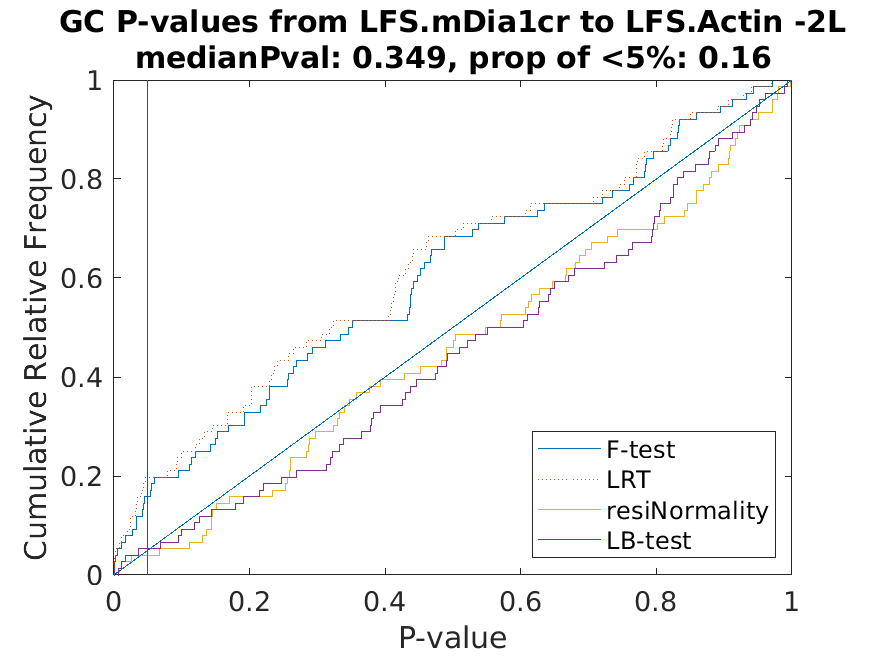 GC P-values from LFS.mDia1cr to LFS.Actin -2L
medianPval: 0.349, prop of <5%: 0.16
Cumulative Relative Frequency
1
0.8
0.6
0.4
0.2
0
0 0.2 0.4 0.6 0.8 1
P-value
F-test
LRT
resiNormality
LB-test